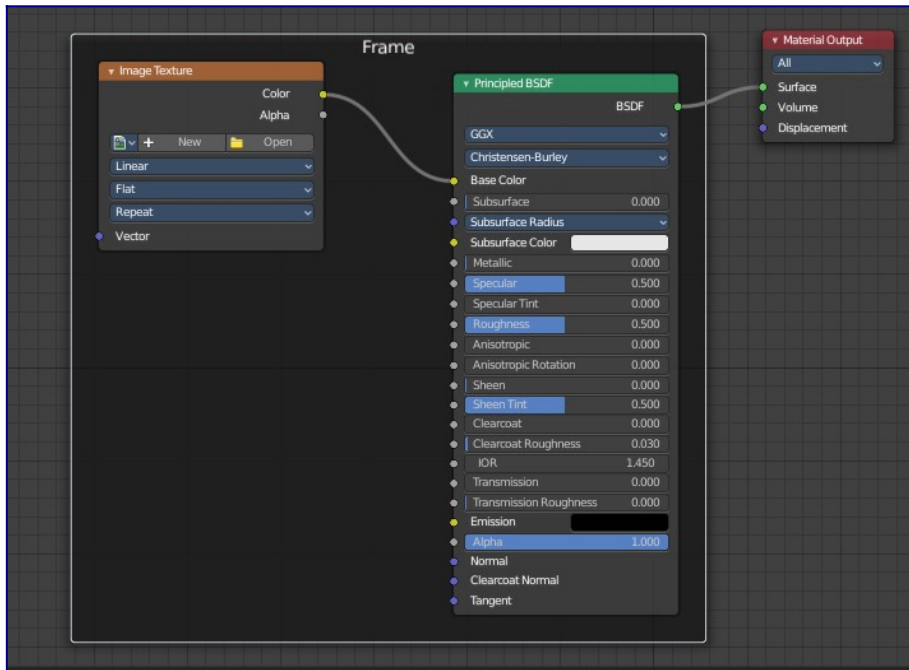 Frame
Image Texture
Color
Alpha
New Open
Linear
Flat
Repeat
Vector
Principled BSDF
BSDF
GGX
Christensen-Burley
Base Color
Subsurface 0.000
Subsurface Radius
Subsurface Color
Metallic 0.000
Specular 0.500
Specular Tint 0.000
Roughness 0.500
Anisotropic 0.000
Anisotropic Rotation 0.000
Sheen 0.000
Sheen Tint 0.500
Clearcoat 0.000
Clearcoat Roughness 0.030
IOR 1.450
Transmission 0.000
Transmission Roughness 0.000
Emission
Alpha 1.000
Normal
Clearcoat Normal
Tangent
Material Output
All
Surface
Volume
Displacement